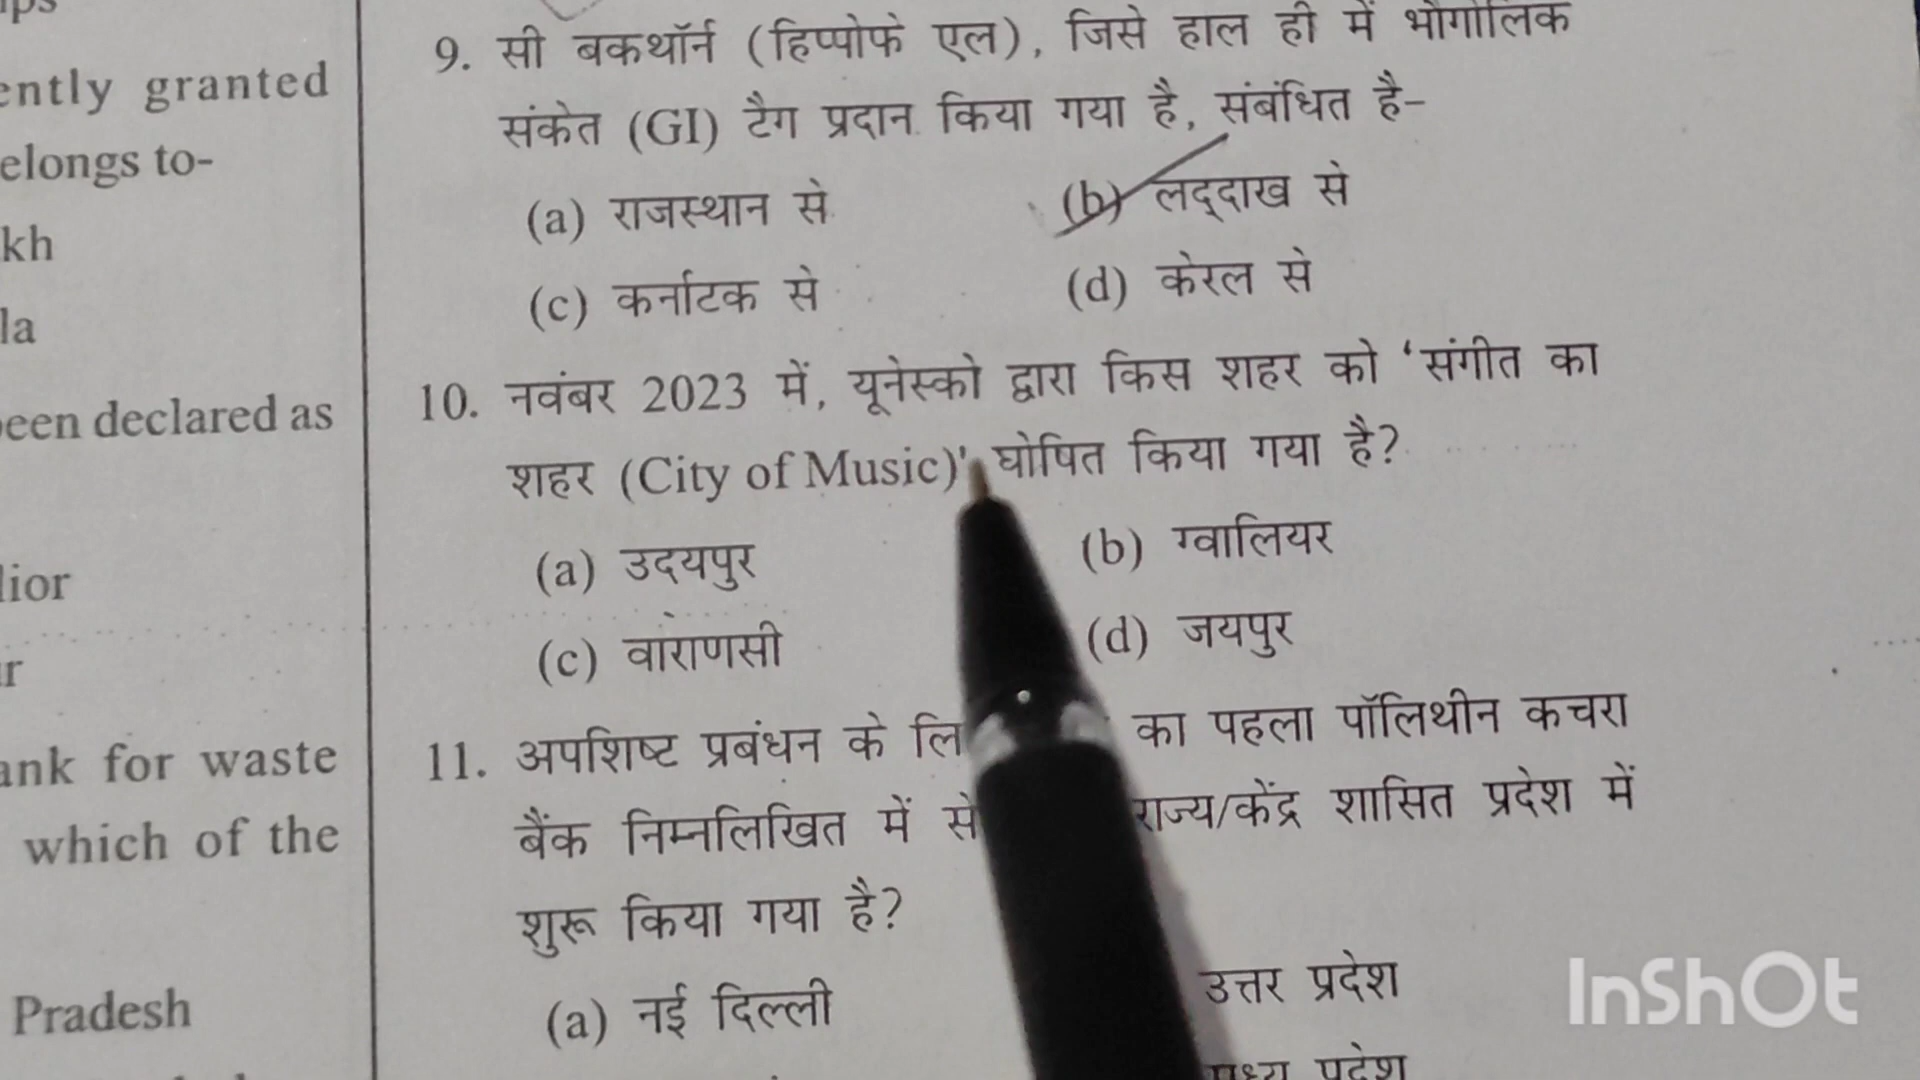 ently granted
elongs to-
kh
la
een declared as
lior
r
ank for waste
which of the
Pradesh
9. सी बकथॉर्न (हिप्पोफे एल), जिसे हाल ही में भौगोलिक
संकेत (GI) टैग प्रदान किया गया है, संबंधित है-
(a) राजस्थान से (b) लद्दाख से
(c) कर्नाटक से (d) केरल से
10. नवंबर 2023 में, यूनेस्को द्वारा किस शहर को ‘संगीत का
शहर (City of Music)' घोषित किया गया है?
(a) उदयपुर (b) ग्वालियर
(c) वाराणसी (d) जयपुर
11. अपशिष्ट प्रबंधन के लि का पहला पॉलिथीन कचरा
बैंक निम्नलिखित में से राज्य/केंद्र शासित प्रदेश में
शुरू किया गया है?
(a) नई दिल्ली उत्तर प्रदेश
मध्य प्रदेश
InShOt